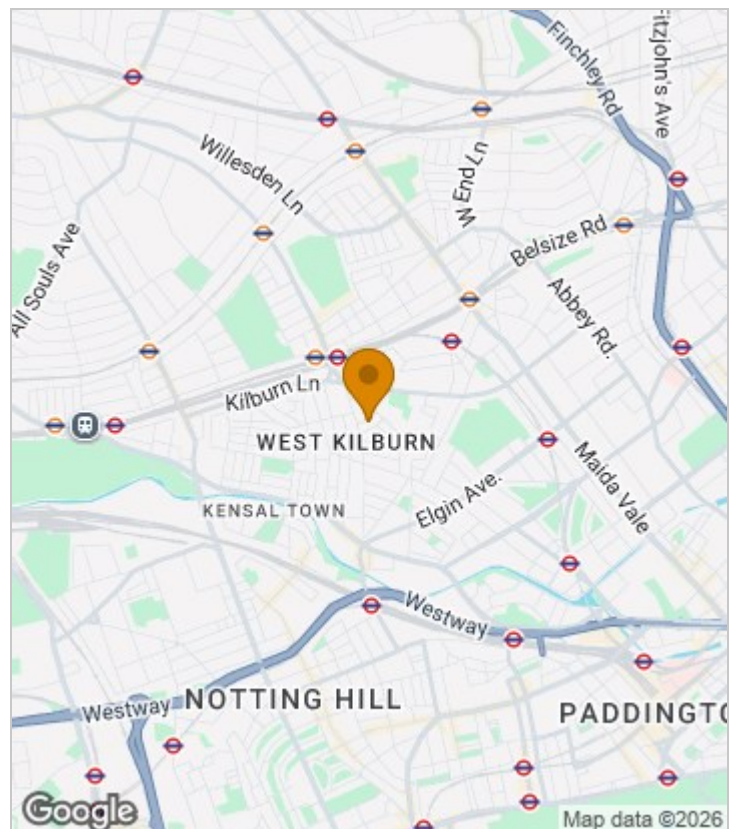 Finchley Rd
Fitzjohn's Ave
Willesden Ln
W End Ln
All Souls Ave
Belsize Rd
Abbey Rd.
Kilburn Ln
WEST KILBURN
Maida Vale
Elgin Ave.
KENSAL TOWN
Westway
Westway
NOTTING HILL
PADDINGTO
Google
Map data ©2026